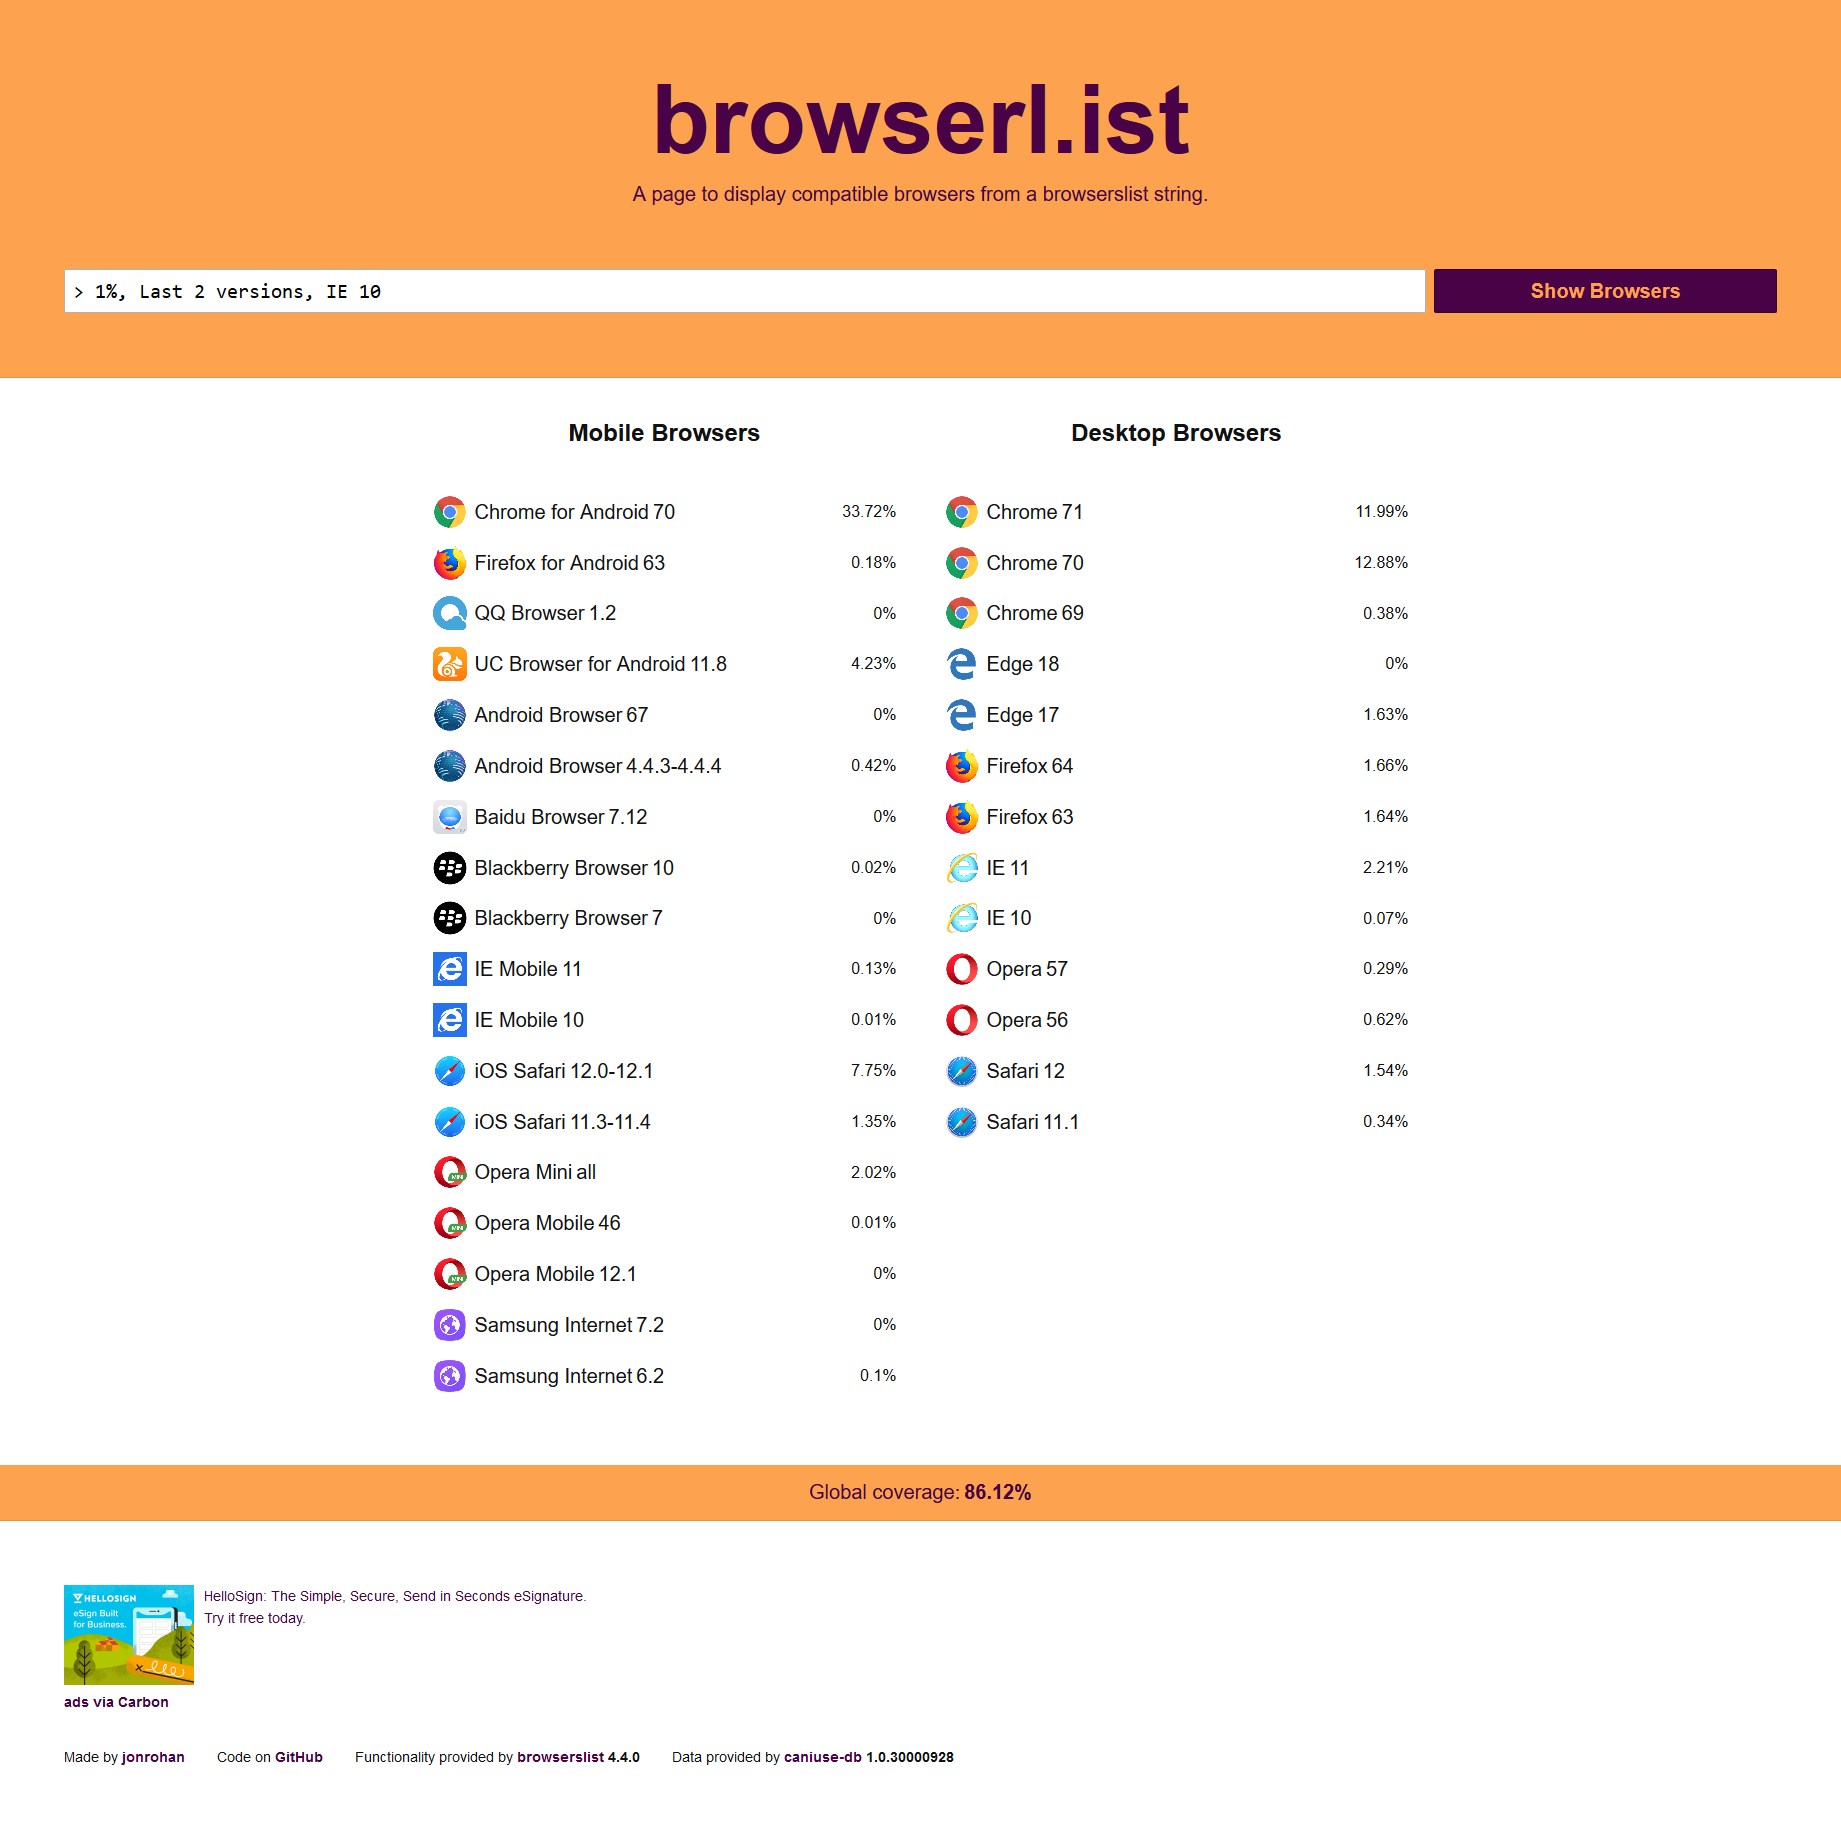 browserl.ist
A page to display compatible browsers from a browserslist string.
> 1%, Last 2 versions, IE 10
Show Browsers
Mobile Browsers
Chrome for Android 70 33.72%
Firefox for Android 63 0.18%
QQ Browser 1.2 0%
UC Browser for Android 11.8 4.23%
Android Browser 67 0%
Android Browser 4.4.3-4.4.4 0.42%
Baidu Browser 7.12 0%
Blackberry Browser 10 0.02%
Blackberry Browser 7 0%
IE Mobile 11 0.13%
IE Mobile 10 0.01%
iOS Safari 12.0-12.1 7.75%
iOS Safari 11.3-11.4 1.35%
Opera Mini all 2.02%
Opera Mobile 46 0.01%
Opera Mobile 12.1 0%
Samsung Internet 7.2 0%
Samsung Internet 6.2 0.1%
Desktop Browsers
Chrome 71 11.99%
Chrome 70 12.88%
Chrome 69 0.38%
Edge 18 0%
Edge 17 1.63%
Firefox 64 1.66%
Firefox 63 1.64%
IE 11 2.21%
IE 10 0.07%
Opera 57 0.29%
Opera 56 0.62%
Safari 12 1.54%
Safari 11.1 0.34%
Global coverage: 86.12%
HELLOSIGN
eSign Built
for Business.
HelloSign: The Simple, Secure, Send in Seconds eSignature.
Try it free today.
ads via Carbon
Made by jonrohan Code on GitHub Functionality provided by browserslist 4.4.0 Data provided by caniuse-db 1.0.30000928